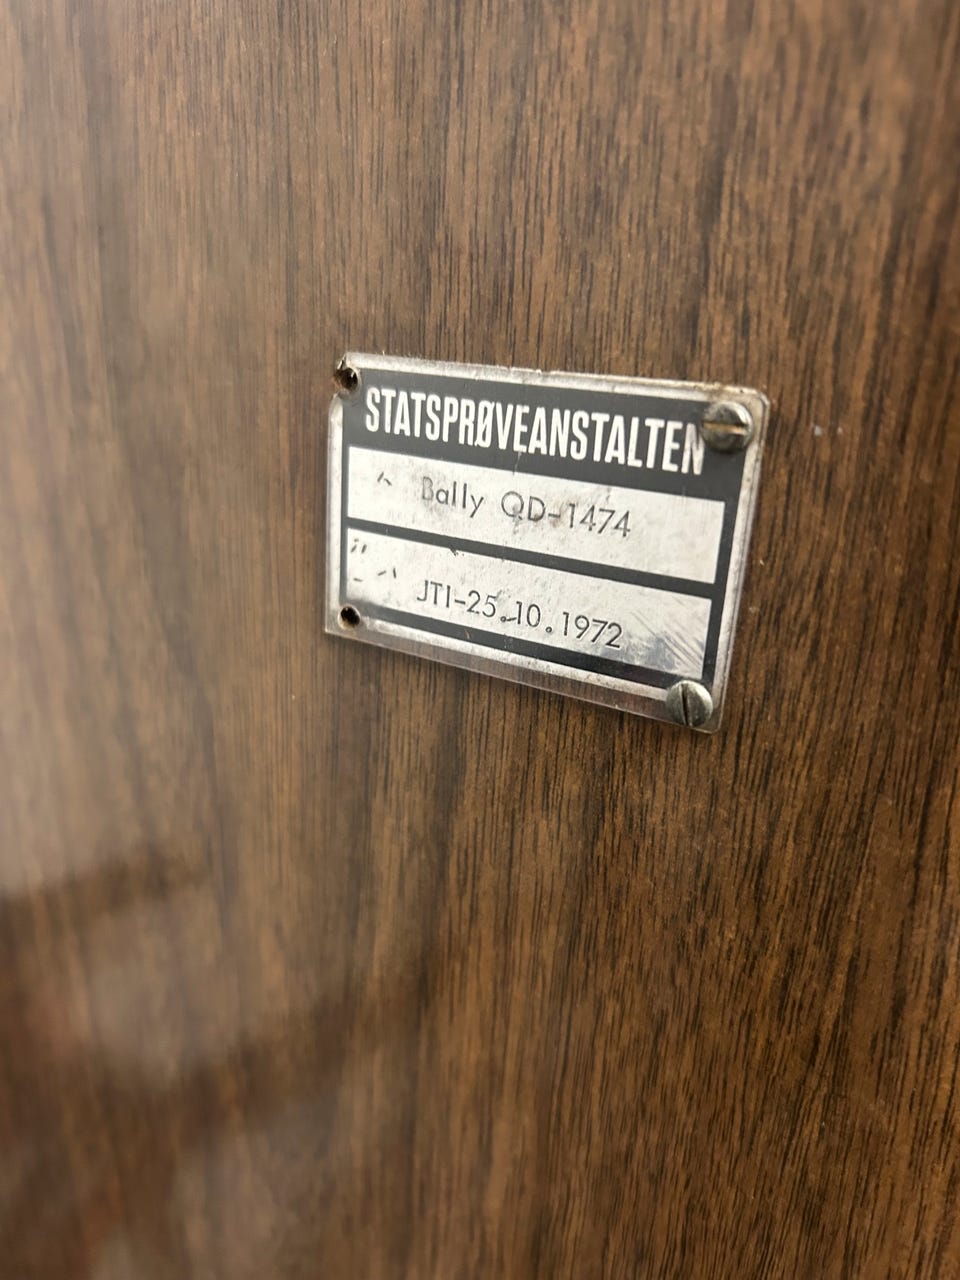 STATSPRØVEANSTALTEN
Bally QD-1474
JTI-25.10.1972